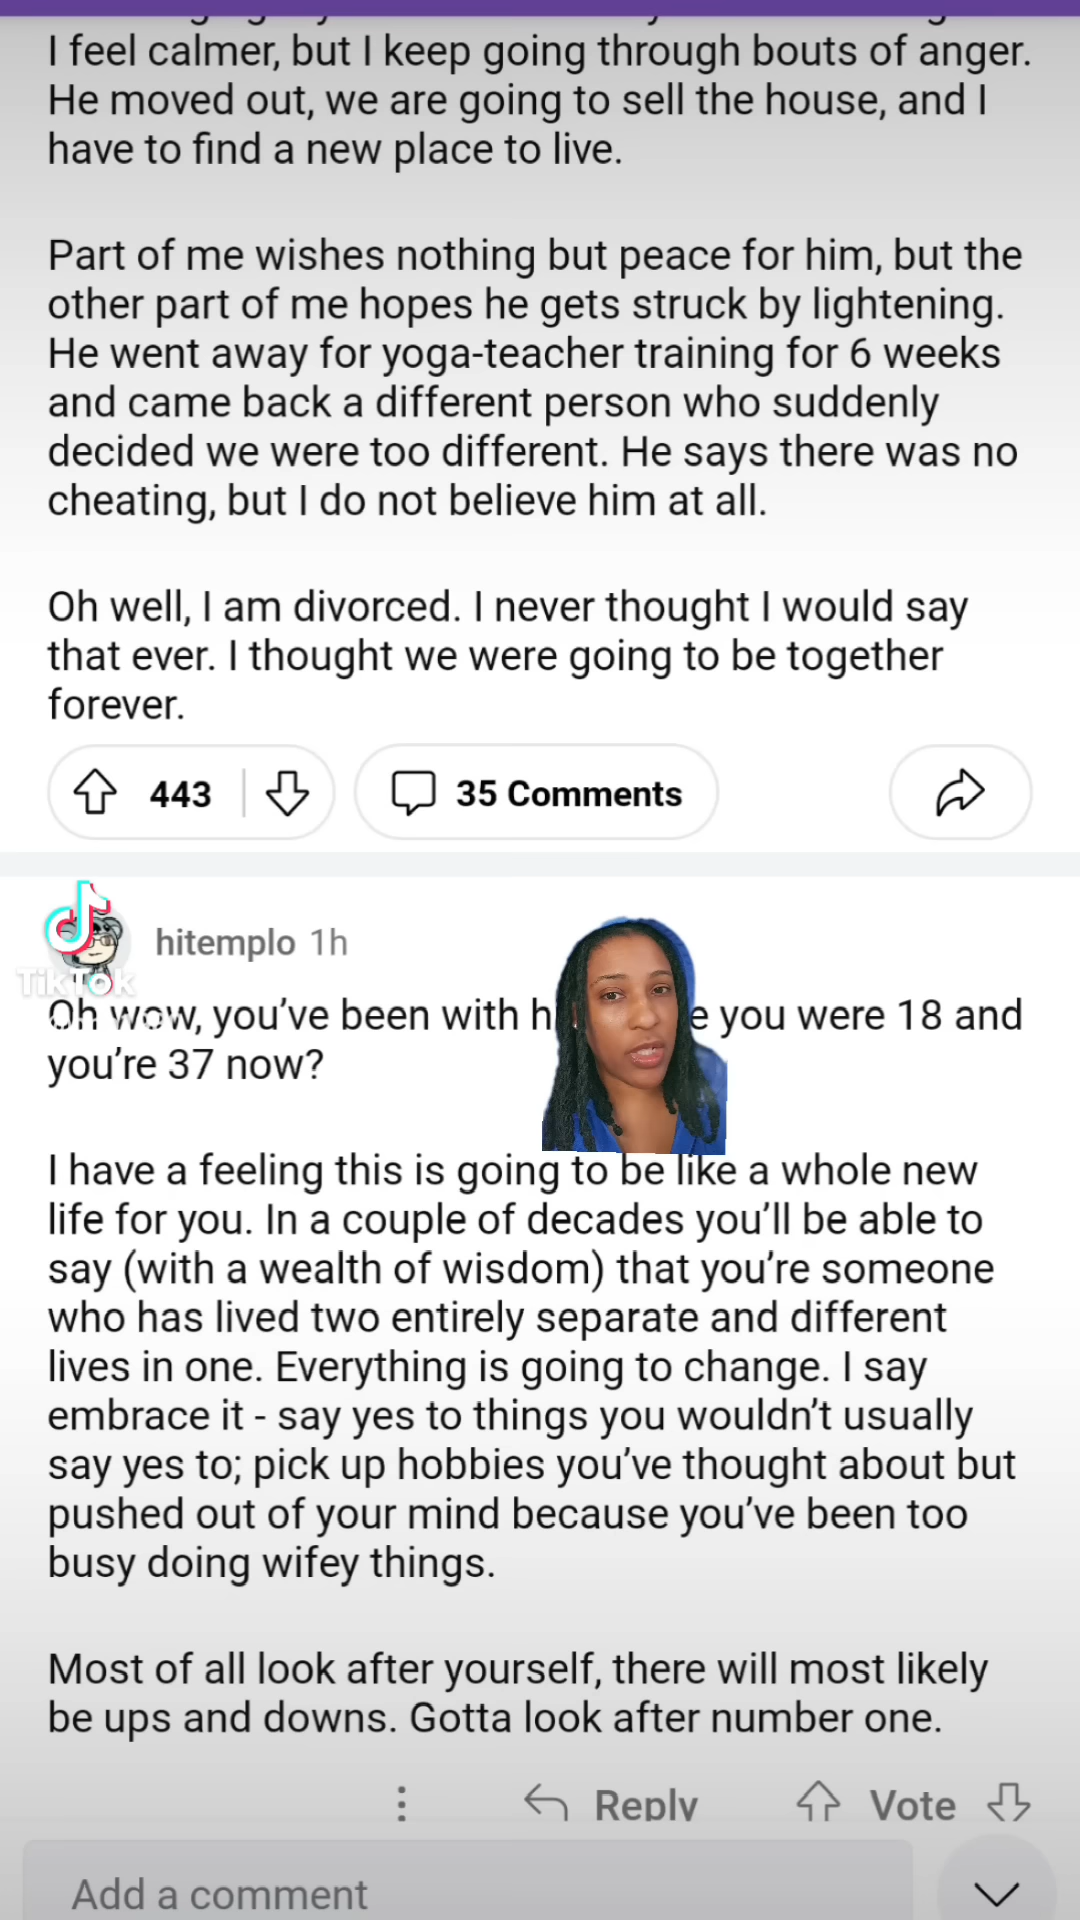 I feel calmer, but I keep going through bouts of anger.
He moved out, we are going to sell the house, and I
have to find a new place to live.
Part of me wishes nothing but peace for him, but the
other part of me hopes he gets struck by lightening.
He went away for yoga-teacher training for 6 weeks
and came back a different person who suddenly
decided we were too different. He says there was no
cheating, but I do not believe him at all.
Oh well, I am divorced. I never thought I would say
that ever. I thought we were going to be together
forever.
443
35 Comments
hitemplo 1h
TikTok
Oh wow, you've been with h e you were 18 and
you're 37 now?
I have a feeling this is going to be like a whole new
life for you. In a couple of decades you'll be able to
say (with a wealth of wisdom) that you're someone
who has lived two entirely separate and different
lives in one. Everything is going to change. I say
embrace it - say yes to things you wouldn't usually
say yes to; pick up hobbies you've thought about but
pushed out of your mind because you've been too
busy doing wifey things.
Most of all look after yourself, there will most likely
be ups and downs. Gotta look after number one.
Reply
Vote
Add a comment